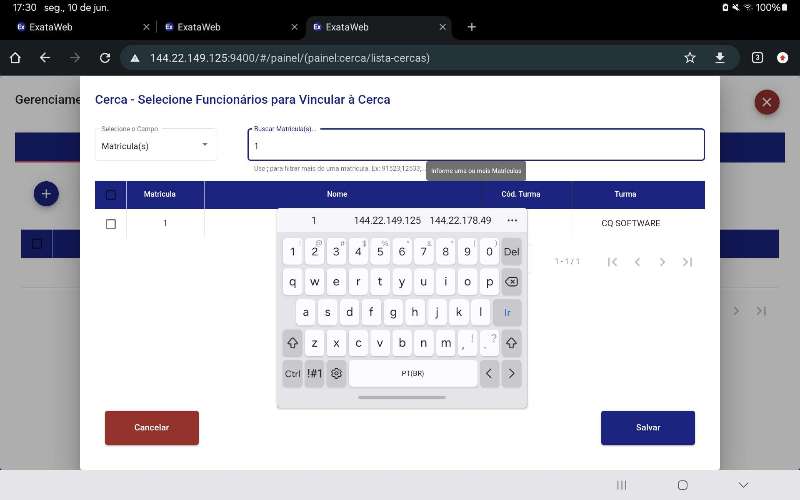 17:30 seg., 10 de jun. 100%
ExataWeb ExataWeb ExataWeb
144.22.149.125:9400/#/painel/(painel:cerca/lista-cercas) 3
Gerenciame
Cerca - Selecione Funcionários para Vincular à Cerca
Selecione o Campo Buscar Matrícula(s)...
Matrícula(s) 1
Use ; para filtrar mais de uma matrícula. Ex: 91523;12533;
Informe uma ou mais Matrículas
Matrícula Nome Cód. Turma Turma
1 CQ SOFTWARE
1 144.22.149.125 144.22.178.49 ...
1 - 1 / 1
1 2 @ 3 # 4 $ 5 % 6 ^ 7 & 8 * 9 ( 0 ) Del
q w e r t y u i o p
a s d f g h j k l Ir
z x c v b n m , ! . ?
Ctrl !#1 PT(BR) < >
Cancelar Salvar